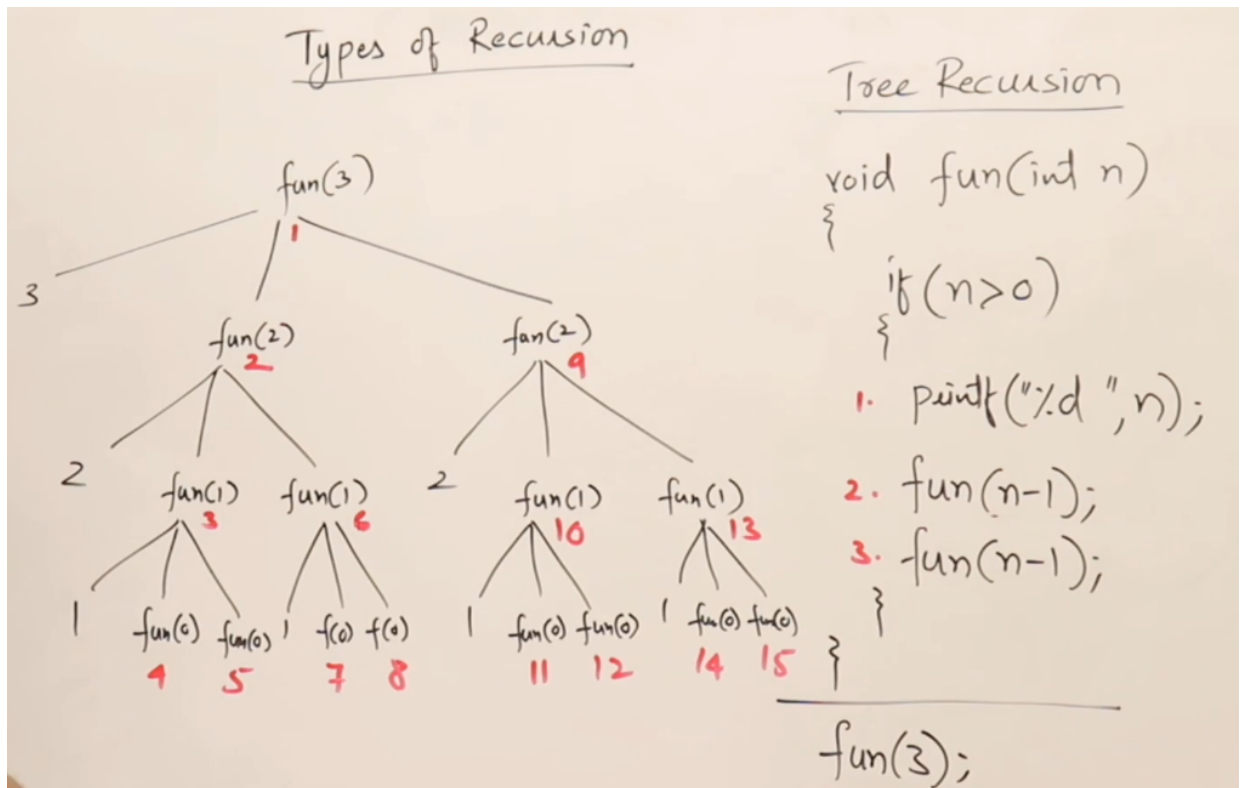 Types of Recursion
fun(3)
1
3
fun(2) fun(2)
2 9
2 fun(1) fun(1) 2 fun(1) fun(1)
3 6 10 13
1 fun(0) fun(0) 1 f(0) f(0) 1 fun(0) fun(0) 1 fun(0) fun(0)
4 5 7 8 11 12 14 15
Tree Recursion
void fun(int n)
{
if(n>0)
{
1. printf("%d ",n);
2. fun(n-1);
3. fun(n-1);
}
}
fun(3);